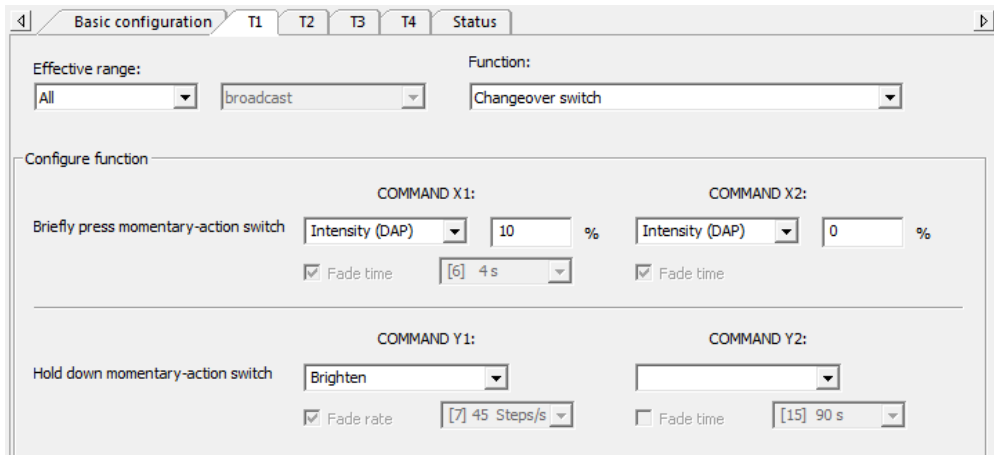 Basic configuration T1 T2 T3 T4 Status
Effective range: Function:
All broadcast Changeover switch
Configure function
COMMAND X1: COMMAND X2:
Briefly press momentary-action switch Intensity (DAP) 10 % Intensity (DAP) 0 %
Fade time [6] 4 s Fade time
COMMAND Y1: COMMAND Y2:
Hold down momentary-action switch Brighten
Fade rate [7] 45 Steps/s Fade time [15] 90 s